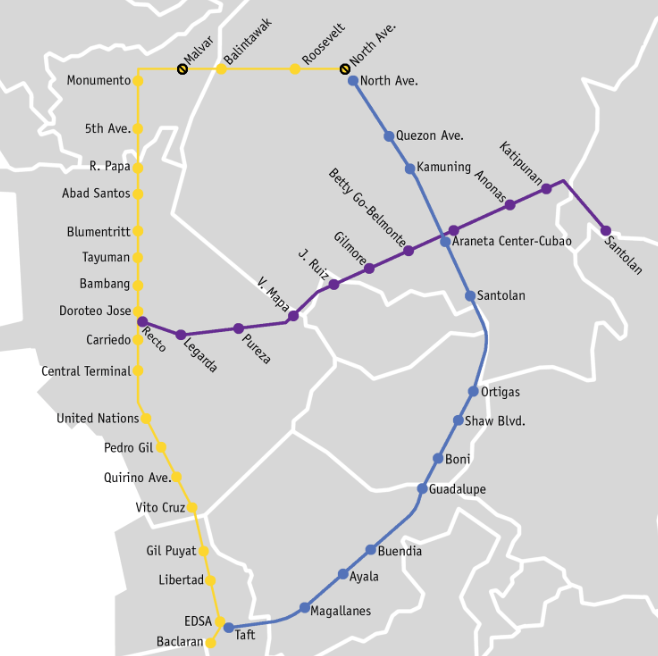 Malvar
Balintawak
Roosevelt
North Ave.
Monumento
North Ave.
5th Ave.
Quezon Ave.
R. Papa
Kamuning
Katipunan
Abad Santos
Betty Go-Belmonte
Anonas
Blumentritt
Araneta Center-Cubao
Santolan
Tayuman
Gilmore
J. Ruiz
Bambang
V. Mapa
Santolan
Doroteo Jose
Recto
Carriedo
Legarda
Pureza
Central Terminal
Ortigas
United Nations
Shaw Blvd.
Pedro Gil
Boni
Quirino Ave.
Guadalupe
Vito Cruz
Gil Puyat
Buendia
Libertad
Ayala
Magallanes
EDSA
Taft
Baclaran